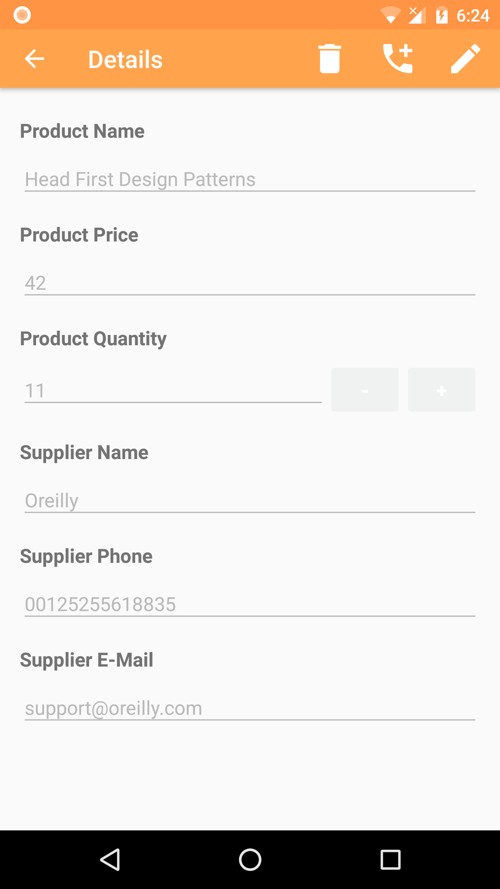 6:24
Details
Product Name
Head First Design Patterns
Product Price
42
Product Quantity
11 - +
Supplier Name
Oreilly
Supplier Phone
00125255618835
Supplier E-Mail
support@oreilly.com